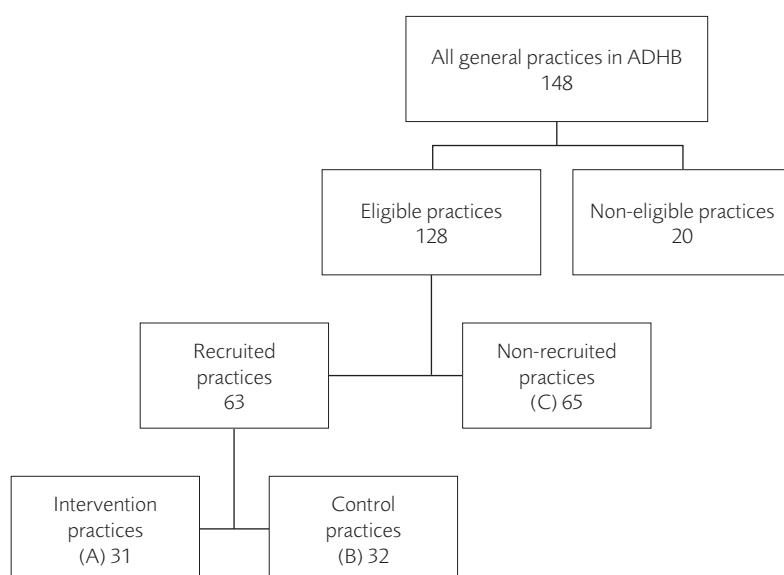 All general practices in ADHB
148
Eligible practices
128
Non-eligible practices
20
Recruited
practices
63
Non-recruited
practices
(C) 65
Intervention
practices
(A) 31
Control
practices
(B) 32